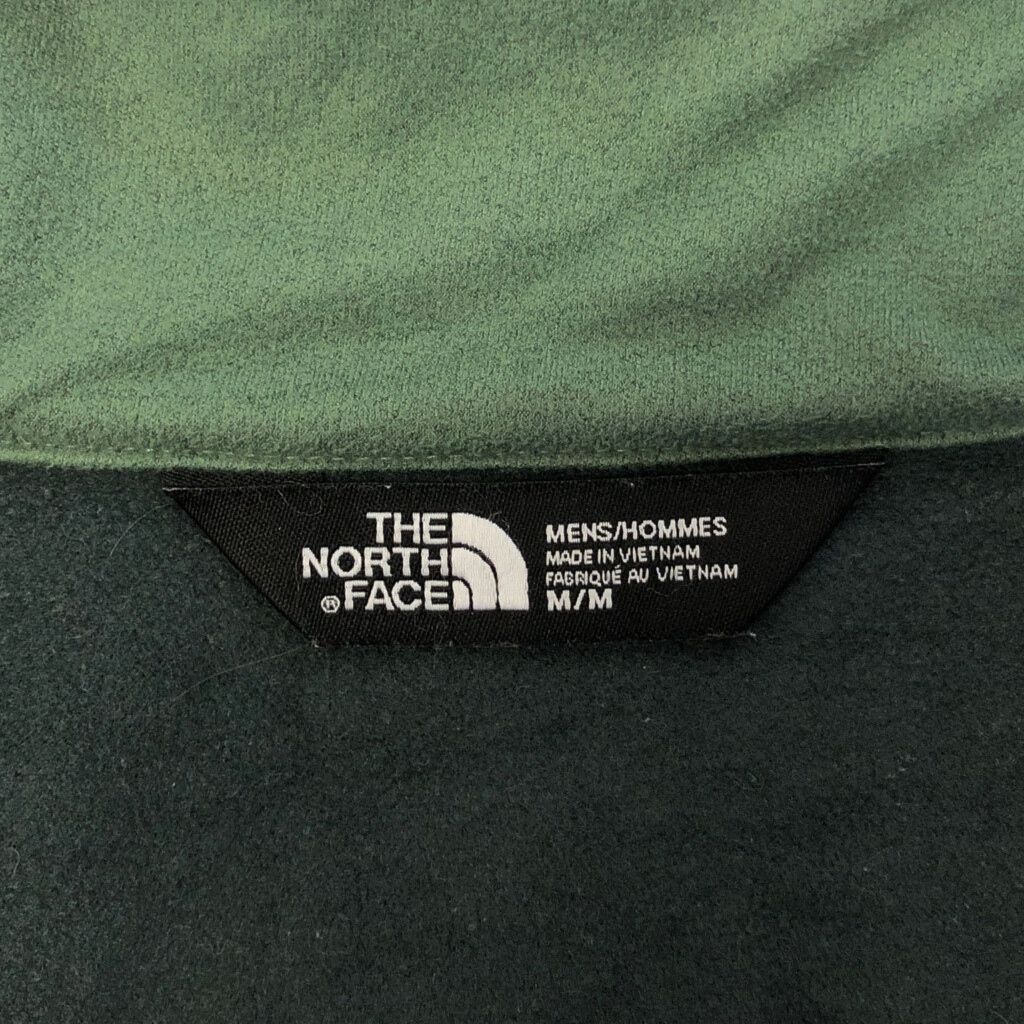 THE
NORTH
® FACE
MENS/HOMMES
MADE IN VIETNAM
FABRIQUÉ AU VIETNAM
M/M